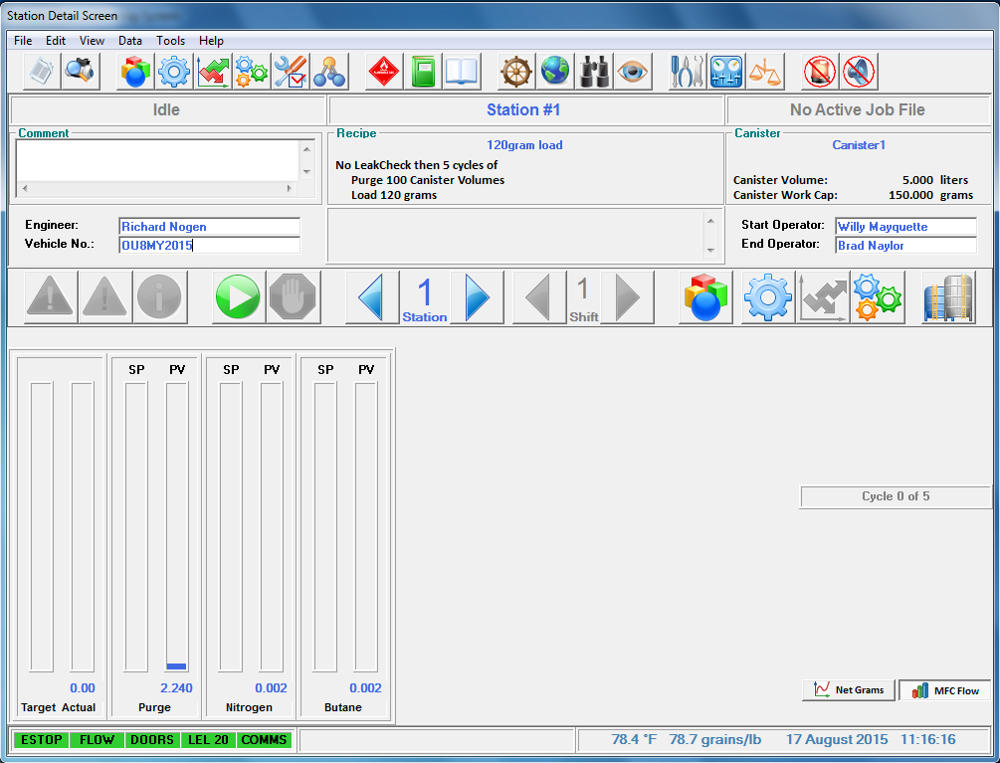 Station Detail Screen
File Edit View Data Tools Help
Idle Station #1 No Active Job File
Comment Recipe Canister
120gram load Canister1
No LeakCheck then 5 cycles of
Purge 100 Canister Volumes
Load 120 grams
Canister Volume: 5.000 liters
Canister Work Cap: 150.000 grams
Engineer: Richard Nogen
Vehicle No.: OU8MY2015
Start Operator: Willy Mayquette
End Operator: Brad Naylor
1 Station 1 Shift
SP PV SP PV SP PV
Cycle 0 of 5
0.00 2.240 0.002 0.002
Target Actual Purge Nitrogen Butane
Net Grams MFC Flow
ESTOP FLOW DOORS LEL 20 COMMS 78.4 °F 78.7 grains/lb 17 August 2015 11:16:16